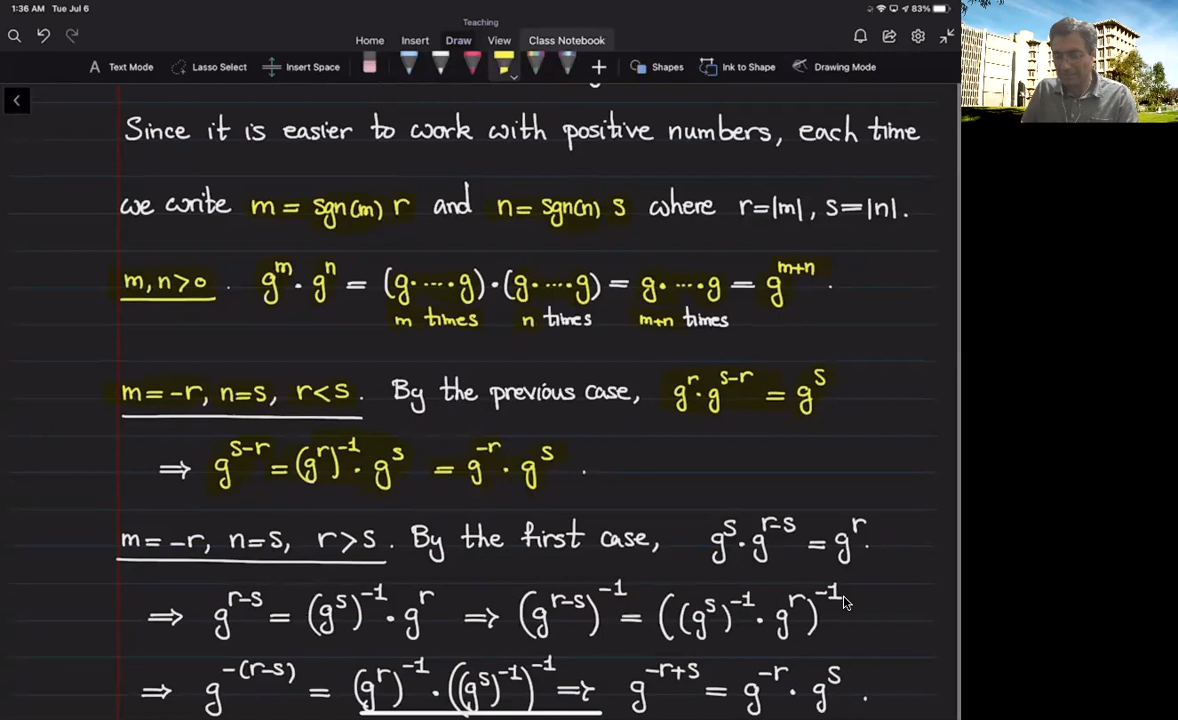 1:36 AM Tue Jul 6
83%
Teaching
Home Insert Draw View Class Notebook
Text Mode Lasso Select Insert Space Shapes Ink to Shape Drawing Mode
Since it is easier to work with positive numbers, each time
we write m = sgn(m) r and n = sgn(n) s where r=|m|, s=|n|.
m, n > 0 . g^m · g^n = (g · ... · g) · (g · ... · g) = g · ... · g = g^{m+n} .
m times n times m+n times
m = -r, n = s, r < s . By the previous case, g^r · g^{s-r} = g^s
⇒ g^{s-r} = (g^r)^{-1} · g^s = g^{-r} · g^s .
m = -r, n = s, r > s . By the first case, g^s · g^{r-s} = g^r .
⇒ g^{r-s} = (g^s)^{-1} · g^r ⇒ (g^{r-s})^{-1} = ((g^s)^{-1} · g^r)^{-1}
⇒ g^{-(r-s)} = (g^r)^{-1} · ((g^s)^{-1})^{-1} ⇒ g^{-r+s} = g^{-r} · g^s .